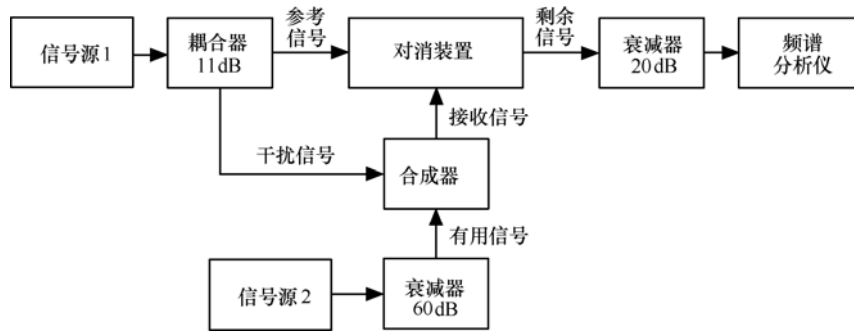 信号源1
耦合器
11dB
参考
信号
对消装置
剩余
信号
衰减器
20dB
频谱
分析仪
接收信号
干扰信号
合成器
有用信号
信号源2
衰减器
60dB